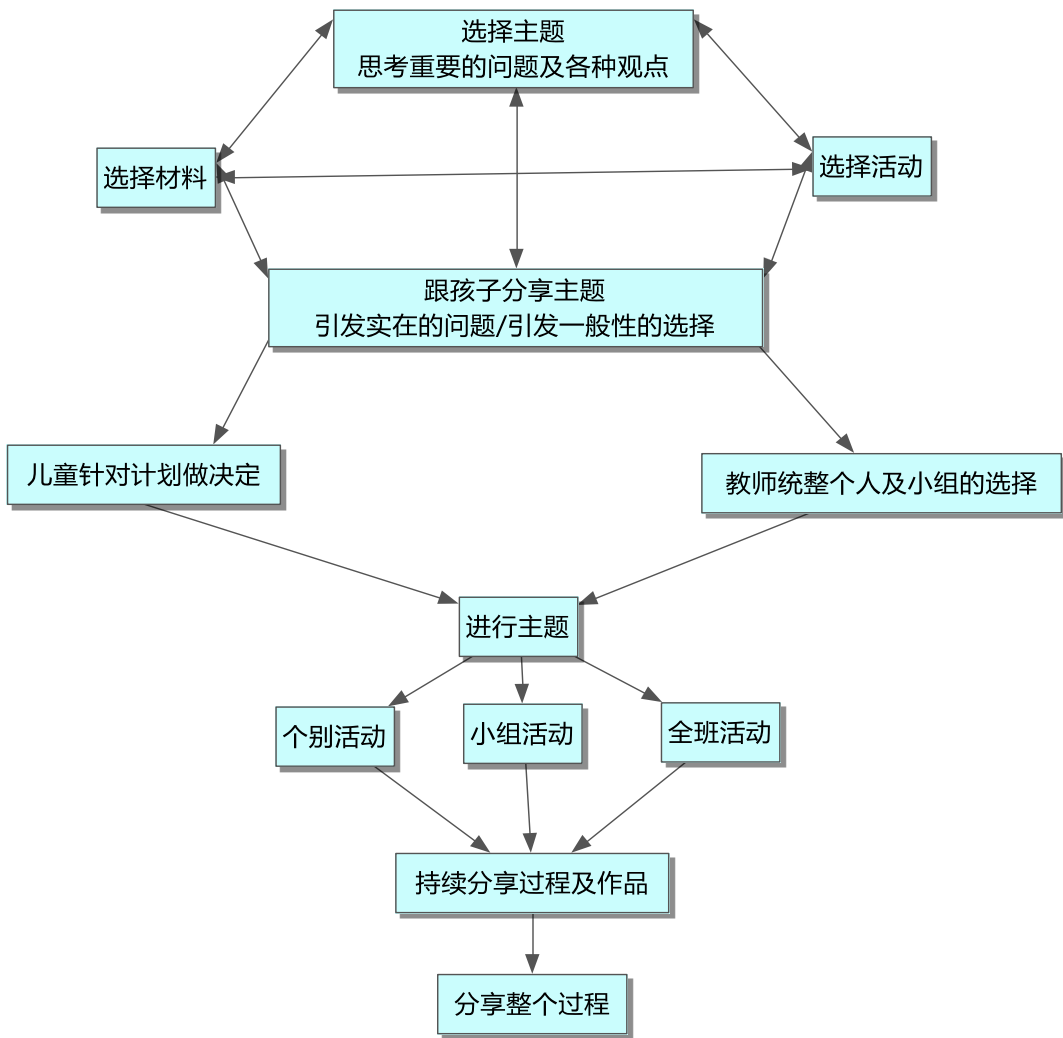 选择主题
思考重要的问题及各种观点
选择材料
选择活动
跟孩子分享主题
引发实在的问题/引发一般性的选择
儿童针对计划做决定
教师统整个人及小组的选择
进行主题
个别活动
小组活动
全班活动
持续分享过程及作品
分享整个过程